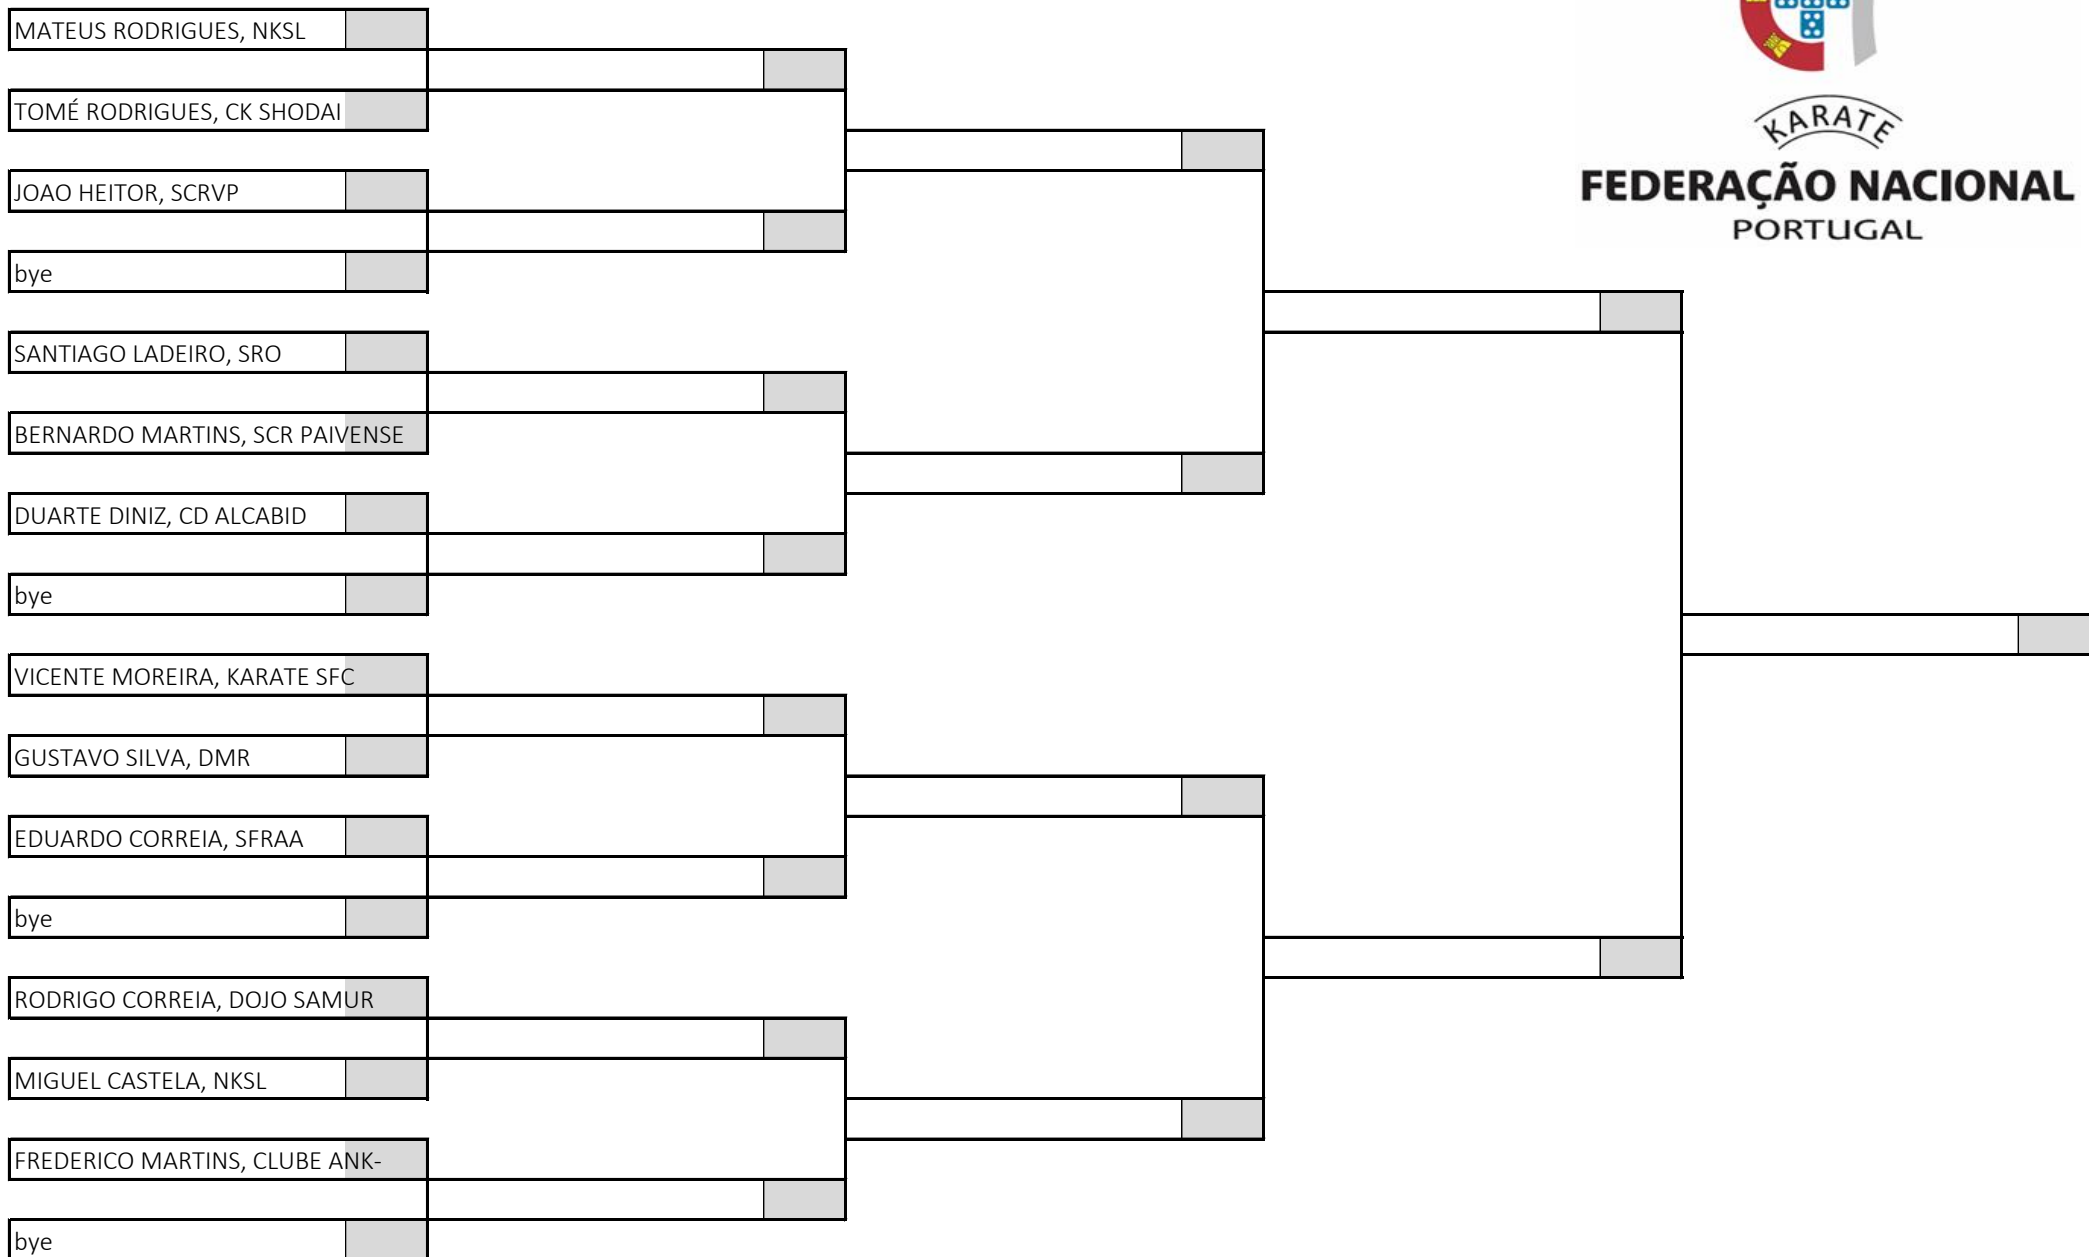 MATEUS RODRIGUES, NKSL
TOMÉ RODRIGUES, CK SHODAI
JOAO HEITOR, SCRVP
bye
SANTIAGO LADEIRO, SRO
BERNARDO MARTINS, SCR PAIVENSE
DUARTE DINIZ, CD ALCABID
bye
VICENTE MOREIRA, KARATE SFC
GUSTAVO SILVA, DMR
EDUARDO CORREIA, SFRAA
bye
RODRIGO CORREIA, DOJO SAMUR
MIGUEL CASTELA, NKSL
FREDERICO MARTINS, CLUBE ANK-
bye
KARATE
FEDERAÇÃO NACIONAL
PORTUGAL